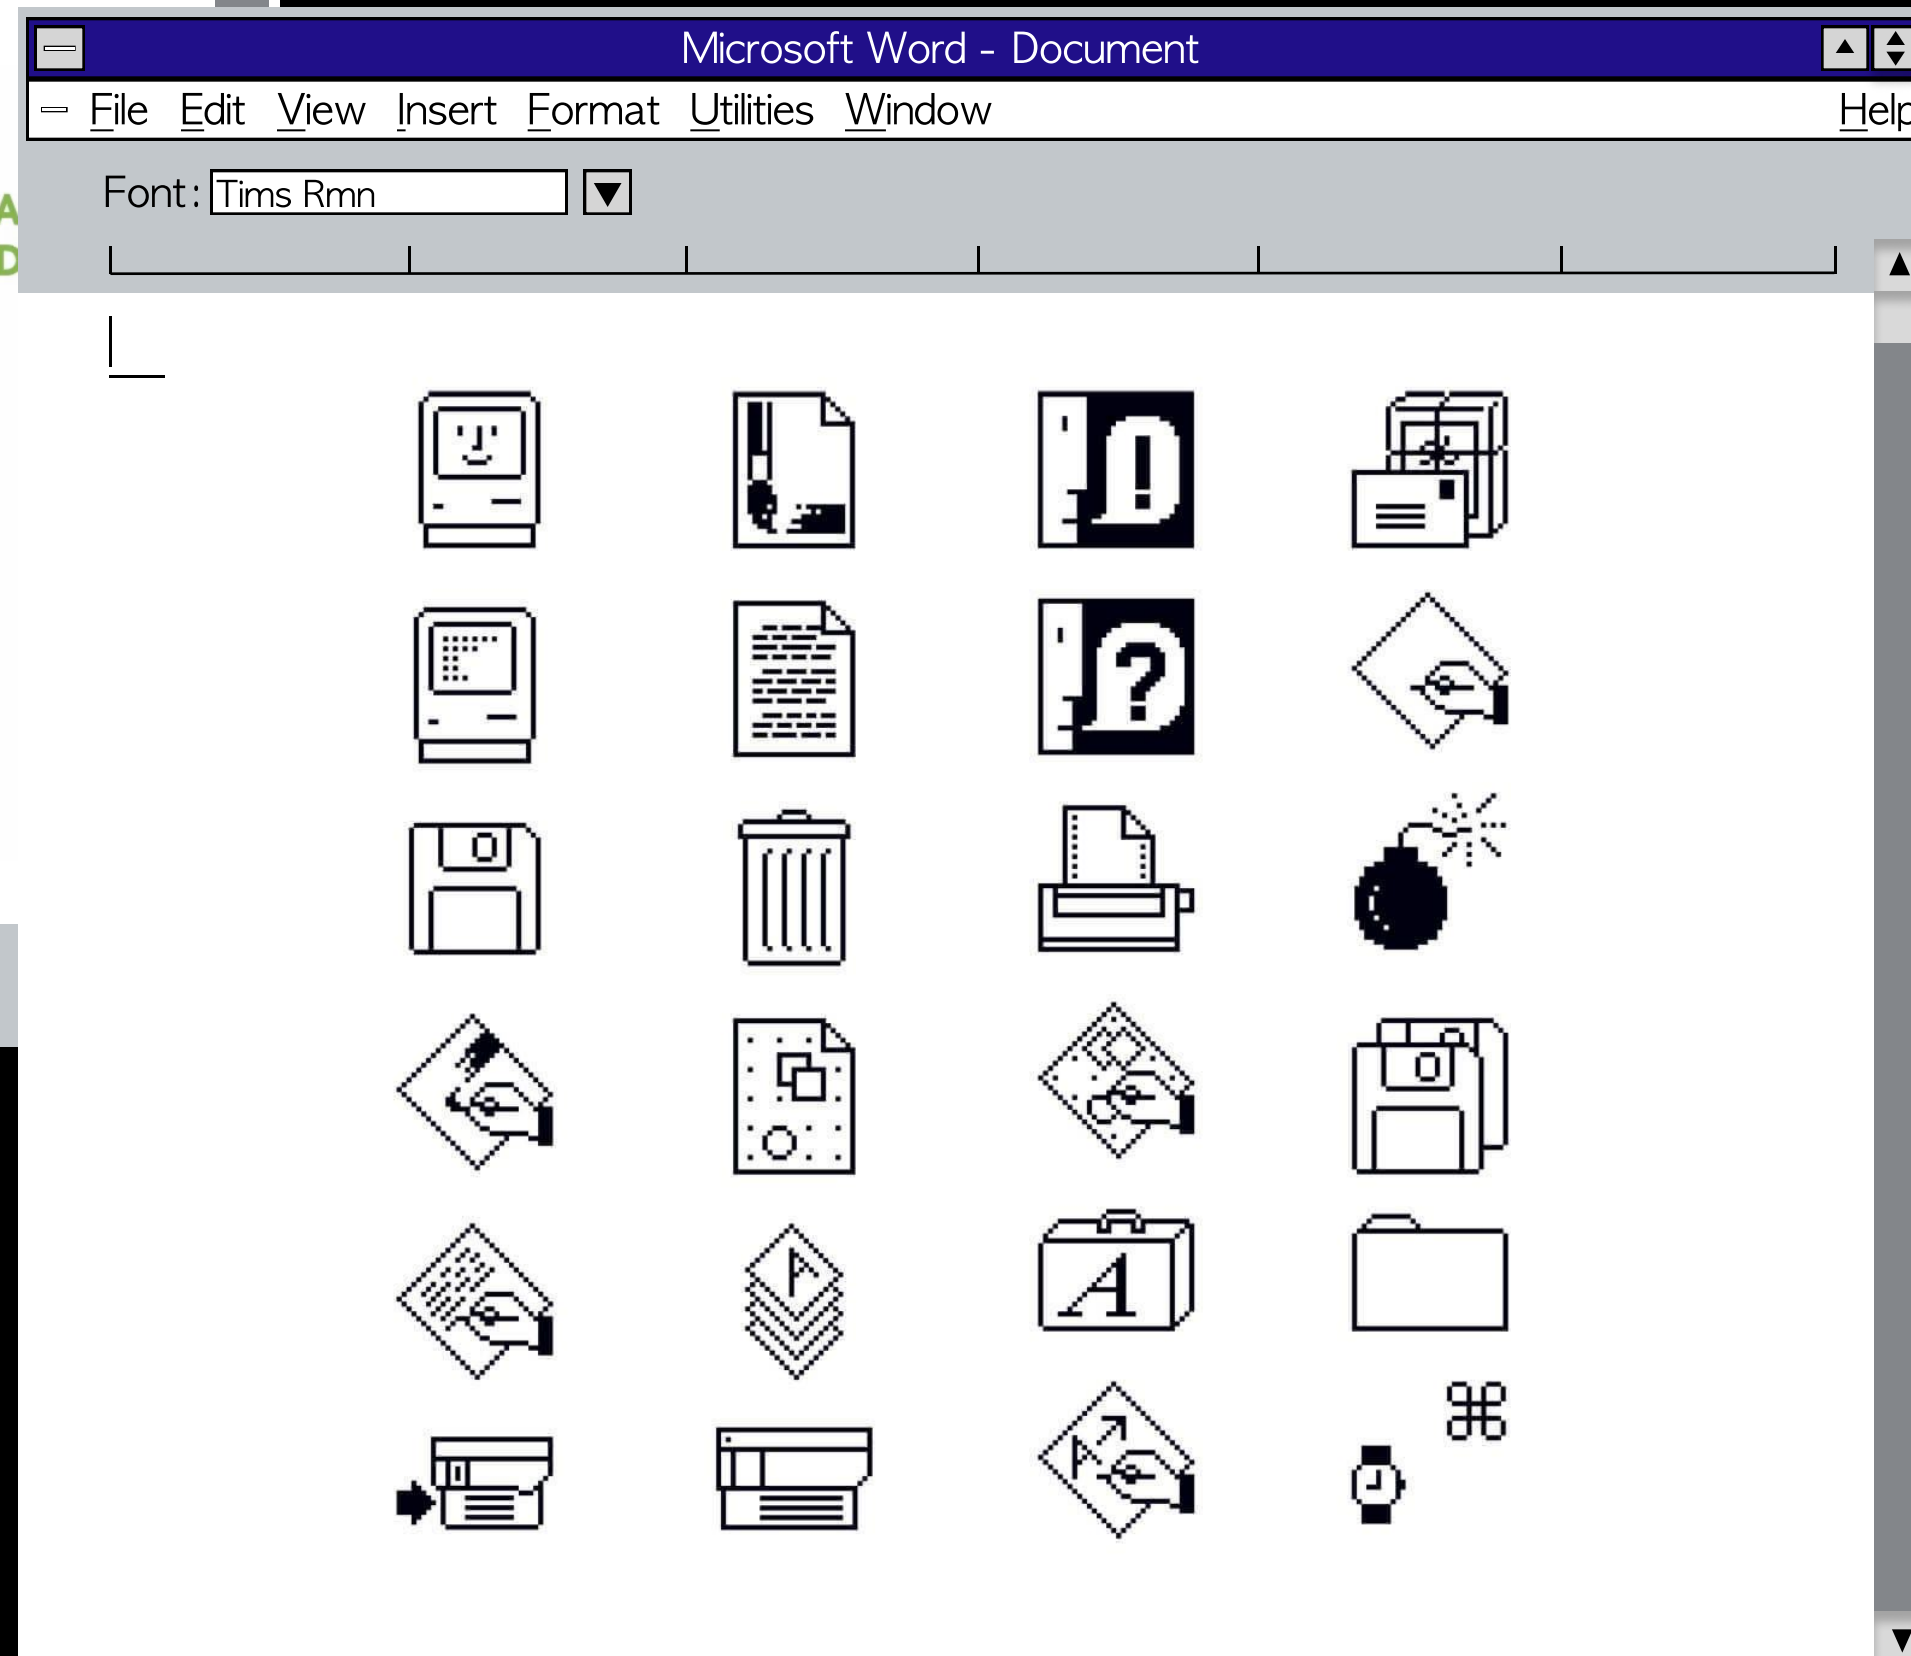 Microsoft Word - Document
File Edit View Insert Format Utilities Window Help
A
D
Font: Tims Rmn
!
?
A